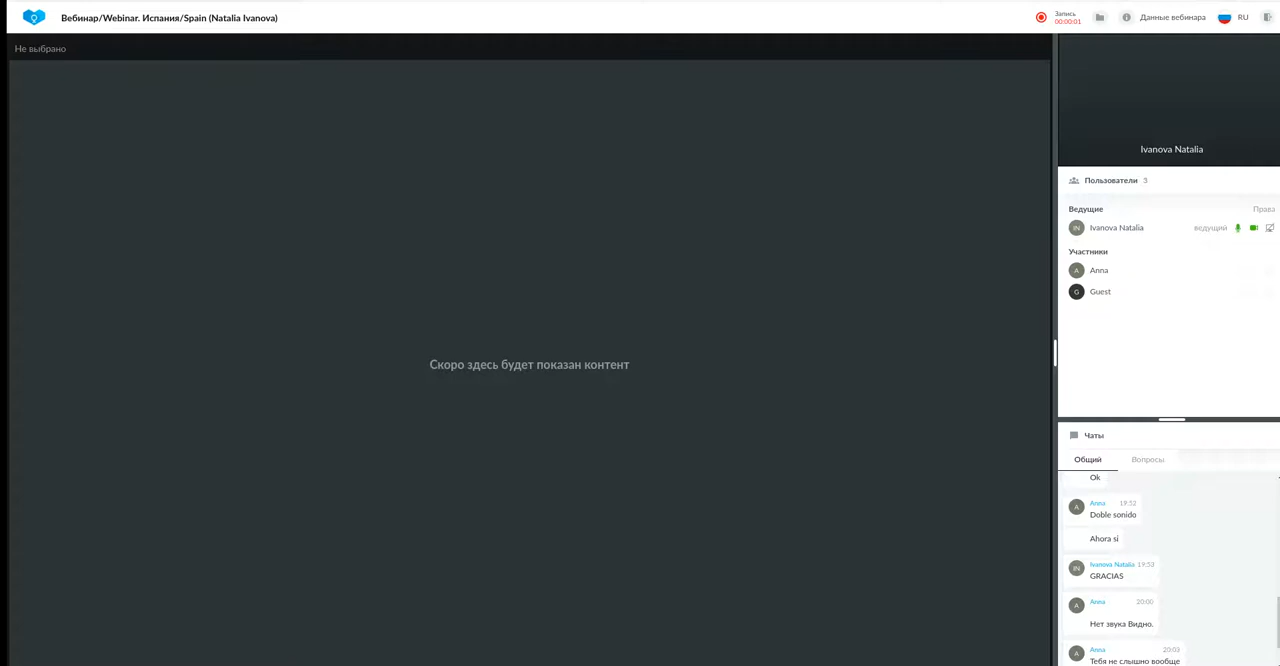 Вебинар/Webinar. Испания/Spain (Natalia Ivanova)
Запись
00:00:01
Данные вебинара
RU
Не выбрано
Скоро здесь будет показан контент
Ivanova Natalia
Пользователи 3
Ведущие Права
IN Ivanova Natalia ведущий
Участники
A Anna
G Guest
Чаты
Общий Вопросы
Ok
A Anna 19:52
Doble sonido
Ahora si
IN Ivanova Natalia 19:53
GRACIAS
A Anna 20:00
Нет звука Видно.
A Anna 20:03
Тебя не слышно вообще